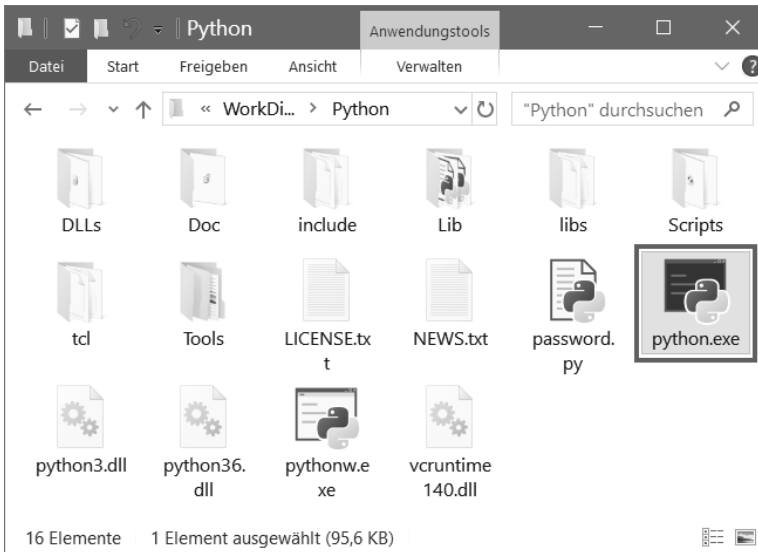 Python
Anwendungstools
Datei Start Freigeben Ansicht Verwalten
?
« WorkDi... > Python
"Python" durchsuchen
DLLs Doc include Lib libs Scripts
tcl Tools LICENSE.tx NEWS.txt password. python.exe
t py
python3.dll python36. pythonw.e vcruntime
dll xe 140.dll
16 Elemente 1 Element ausgewählt (95,6 KB)